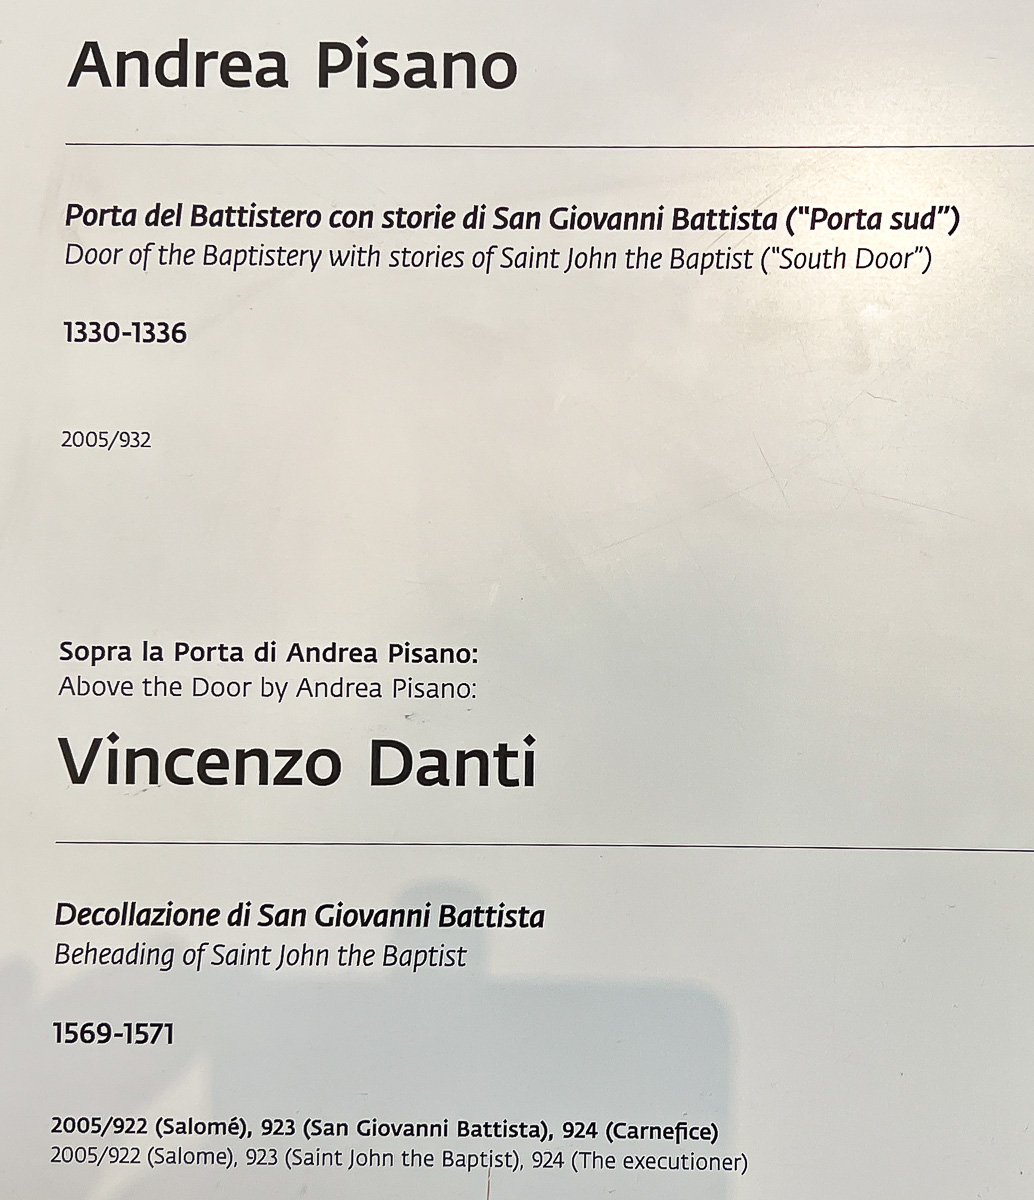 Andrea Pisano
Porta del Battistero con storie di San Giovanni Battista ("Porta sud”)
Door of the Baptistery with stories of Saint John the Baptist ("South Door”)
1330-1336
2005/932
Sopra la Porta di Andrea Pisano:
Above the Door by Andrea Pisano:
Vincenzo Danti
Decollazione di San Giovanni Battista
Beheading of Saint John the Baptist
1569-1571
2005/922 (Salomé), 923 (San Giovanni Battista), 924 (Carnefice)
2005/922 (Salome), 923 (Saint John the Baptist), 924 (The executioner)